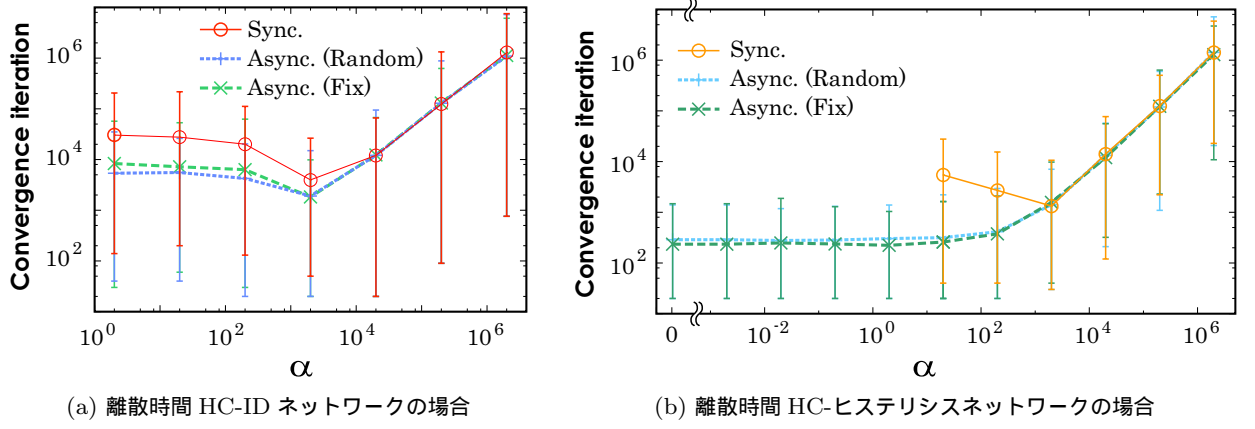 Convergence iteration
10^6
10^4
10^2
Sync.
Async. (Random)
Async. (Fix)
10^0
10^2
10^4
10^6
α
(a) 離散時間 HC-ID ネットワークの場合
Convergence iteration
10^6
10^4
10^2
Sync.
Async. (Random)
Async. (Fix)
0
10^-2
10^0
10^2
10^4
10^6
α
(b) 離散時間 HC-ヒステリシスネットワークの場合